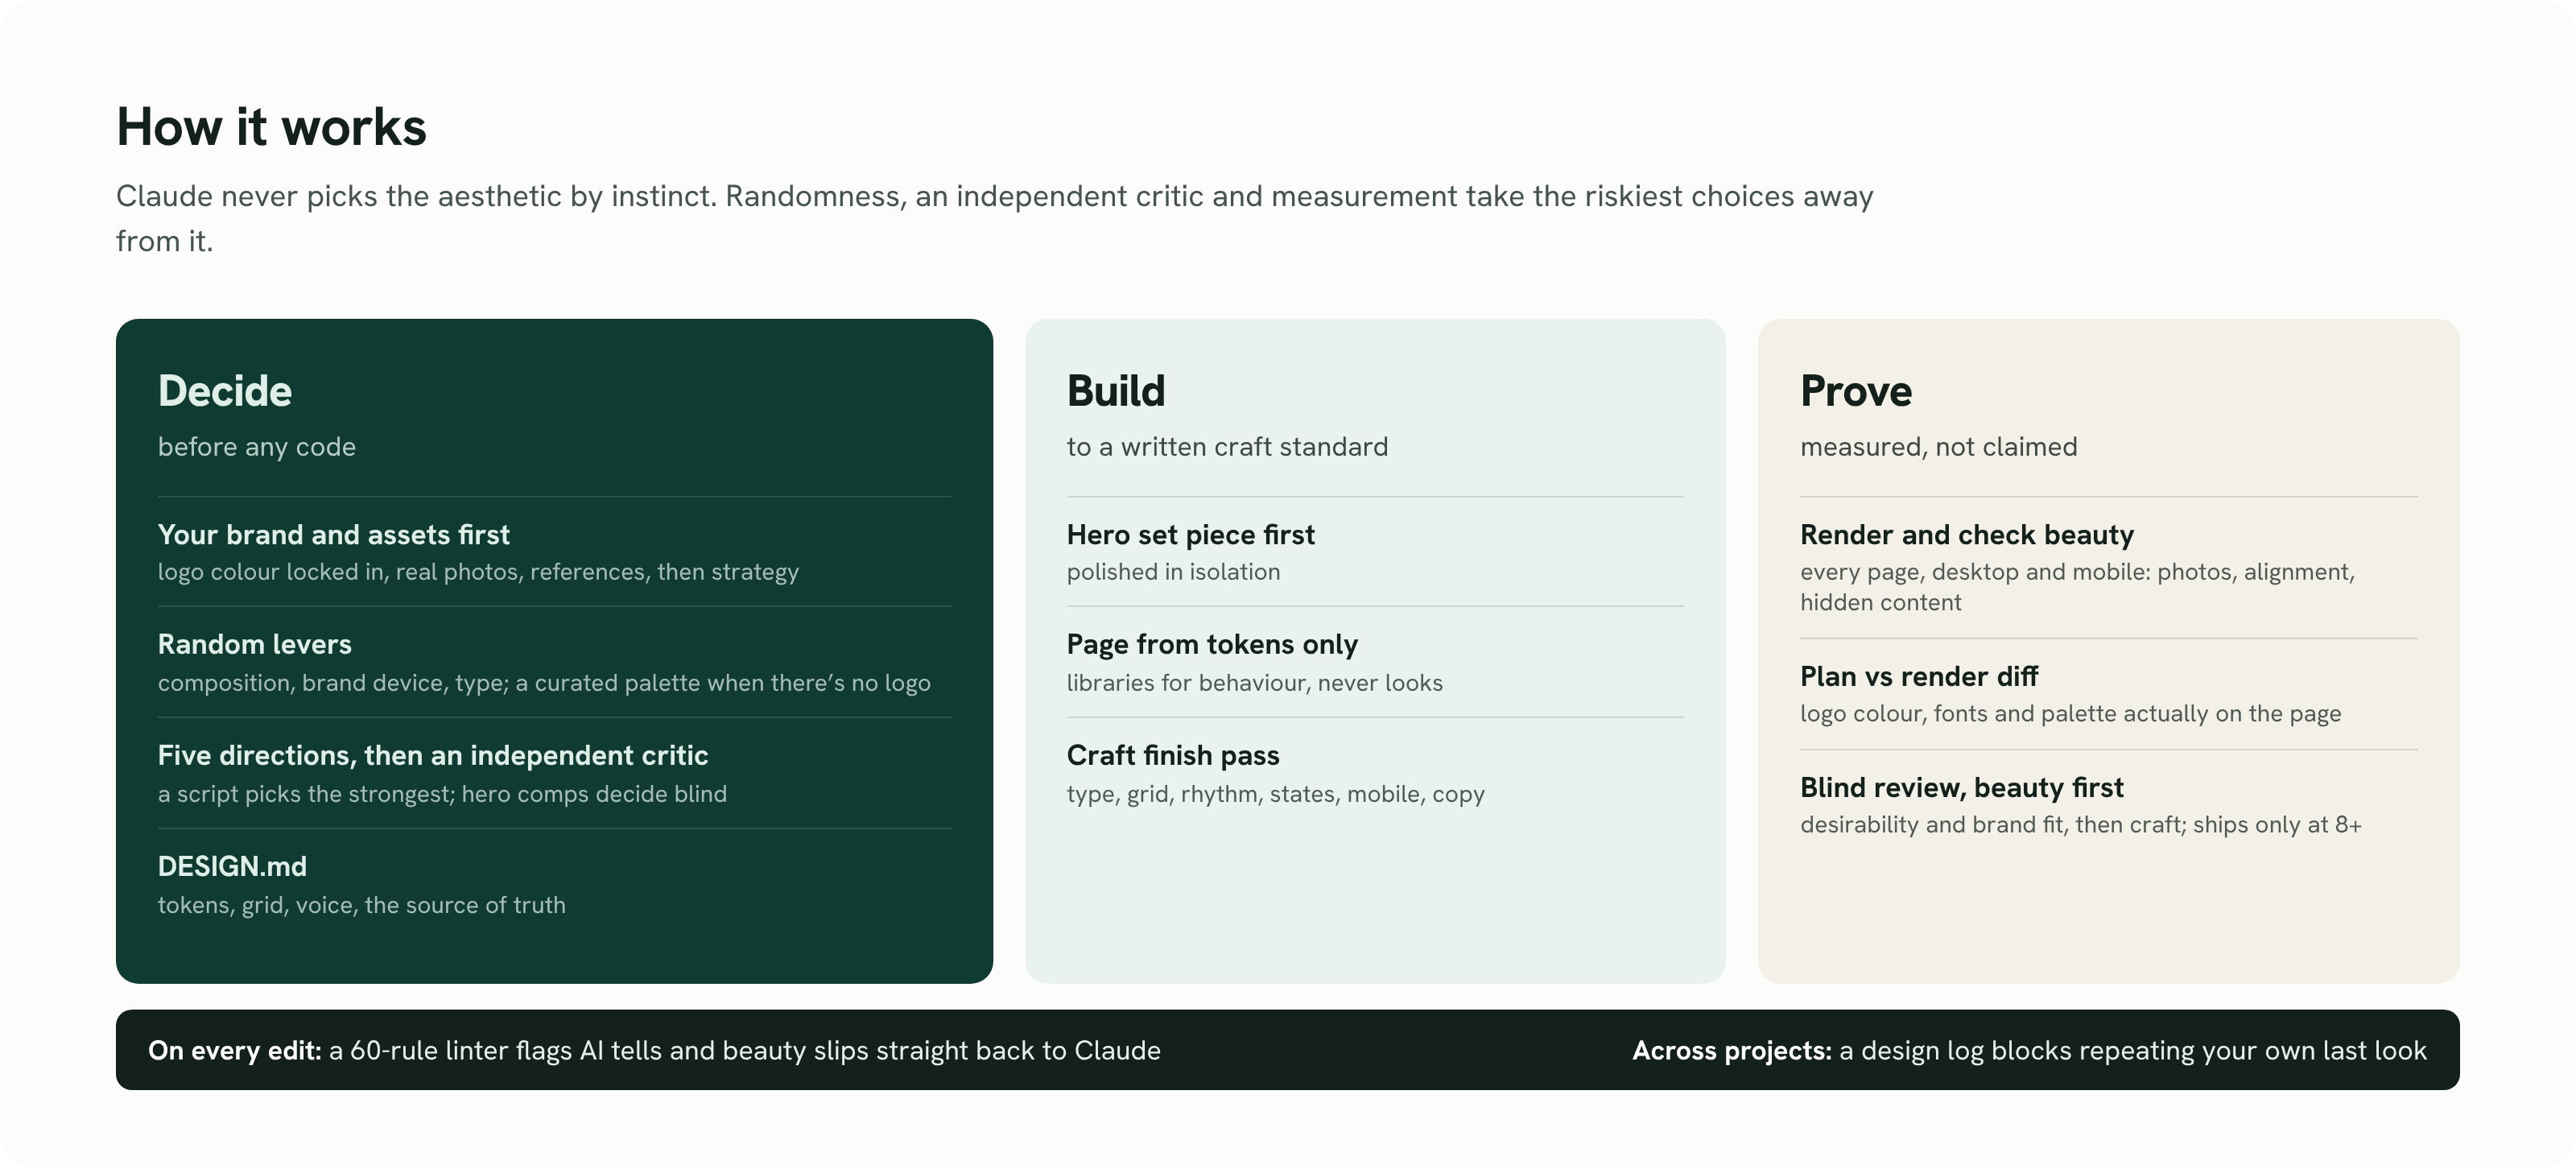 How it works
Claude never picks the aesthetic by instinct. Randomness, an independent critic and measurement take the riskiest choices away
from it.
Decide
before any code
Your brand and assets first
logo colour locked in, real photos, references, then strategy
Random levers
composition, brand device, type; a curated palette when there’s no logo
Five directions, then an independent critic
a script picks the strongest; hero comps decide blind
DESIGN.md
tokens, grid, voice, the source of truth
Build
to a written craft standard
Hero set piece first
polished in isolation
Page from tokens only
libraries for behaviour, never looks
Craft finish pass
type, grid, rhythm, states, mobile, copy
Prove
measured, not claimed
Render and check beauty
every page, desktop and mobile: photos, alignment,
hidden content
Plan vs render diff
logo colour, fonts and palette actually on the page
Blind review, beauty first
desirability and brand fit, then craft; ships only at 8+
On every edit: a 60-rule linter flags AI tells and beauty slips straight back to Claude
Across projects: a design log blocks repeating your own last look